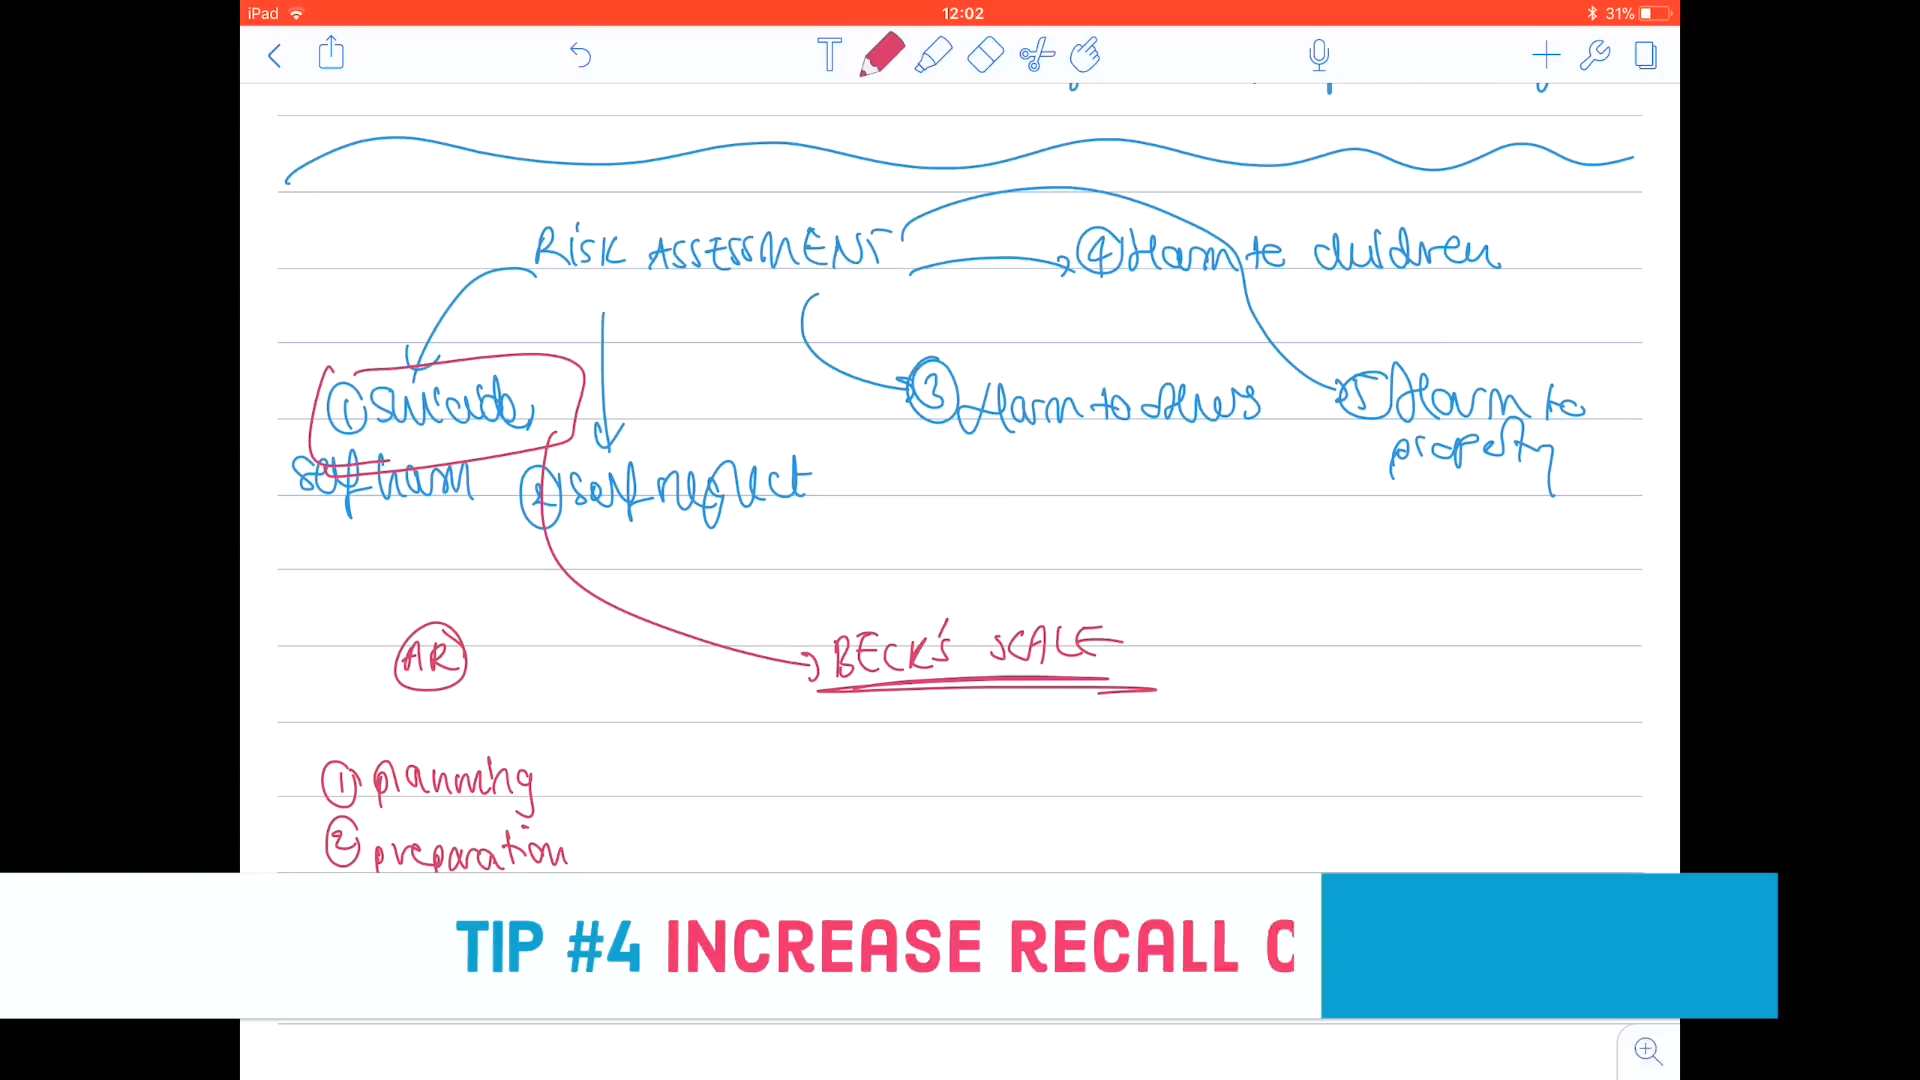 iPad
12:02
31%
T
RISK ASSESSMENT
④ Harm to children
① suicide,
self harm
② self neglect
③ Harm to others
⑤ Harm to
property
AR
BECK'S SCALE
① planning
② preparation
TIP #4 INCREASE RECALL